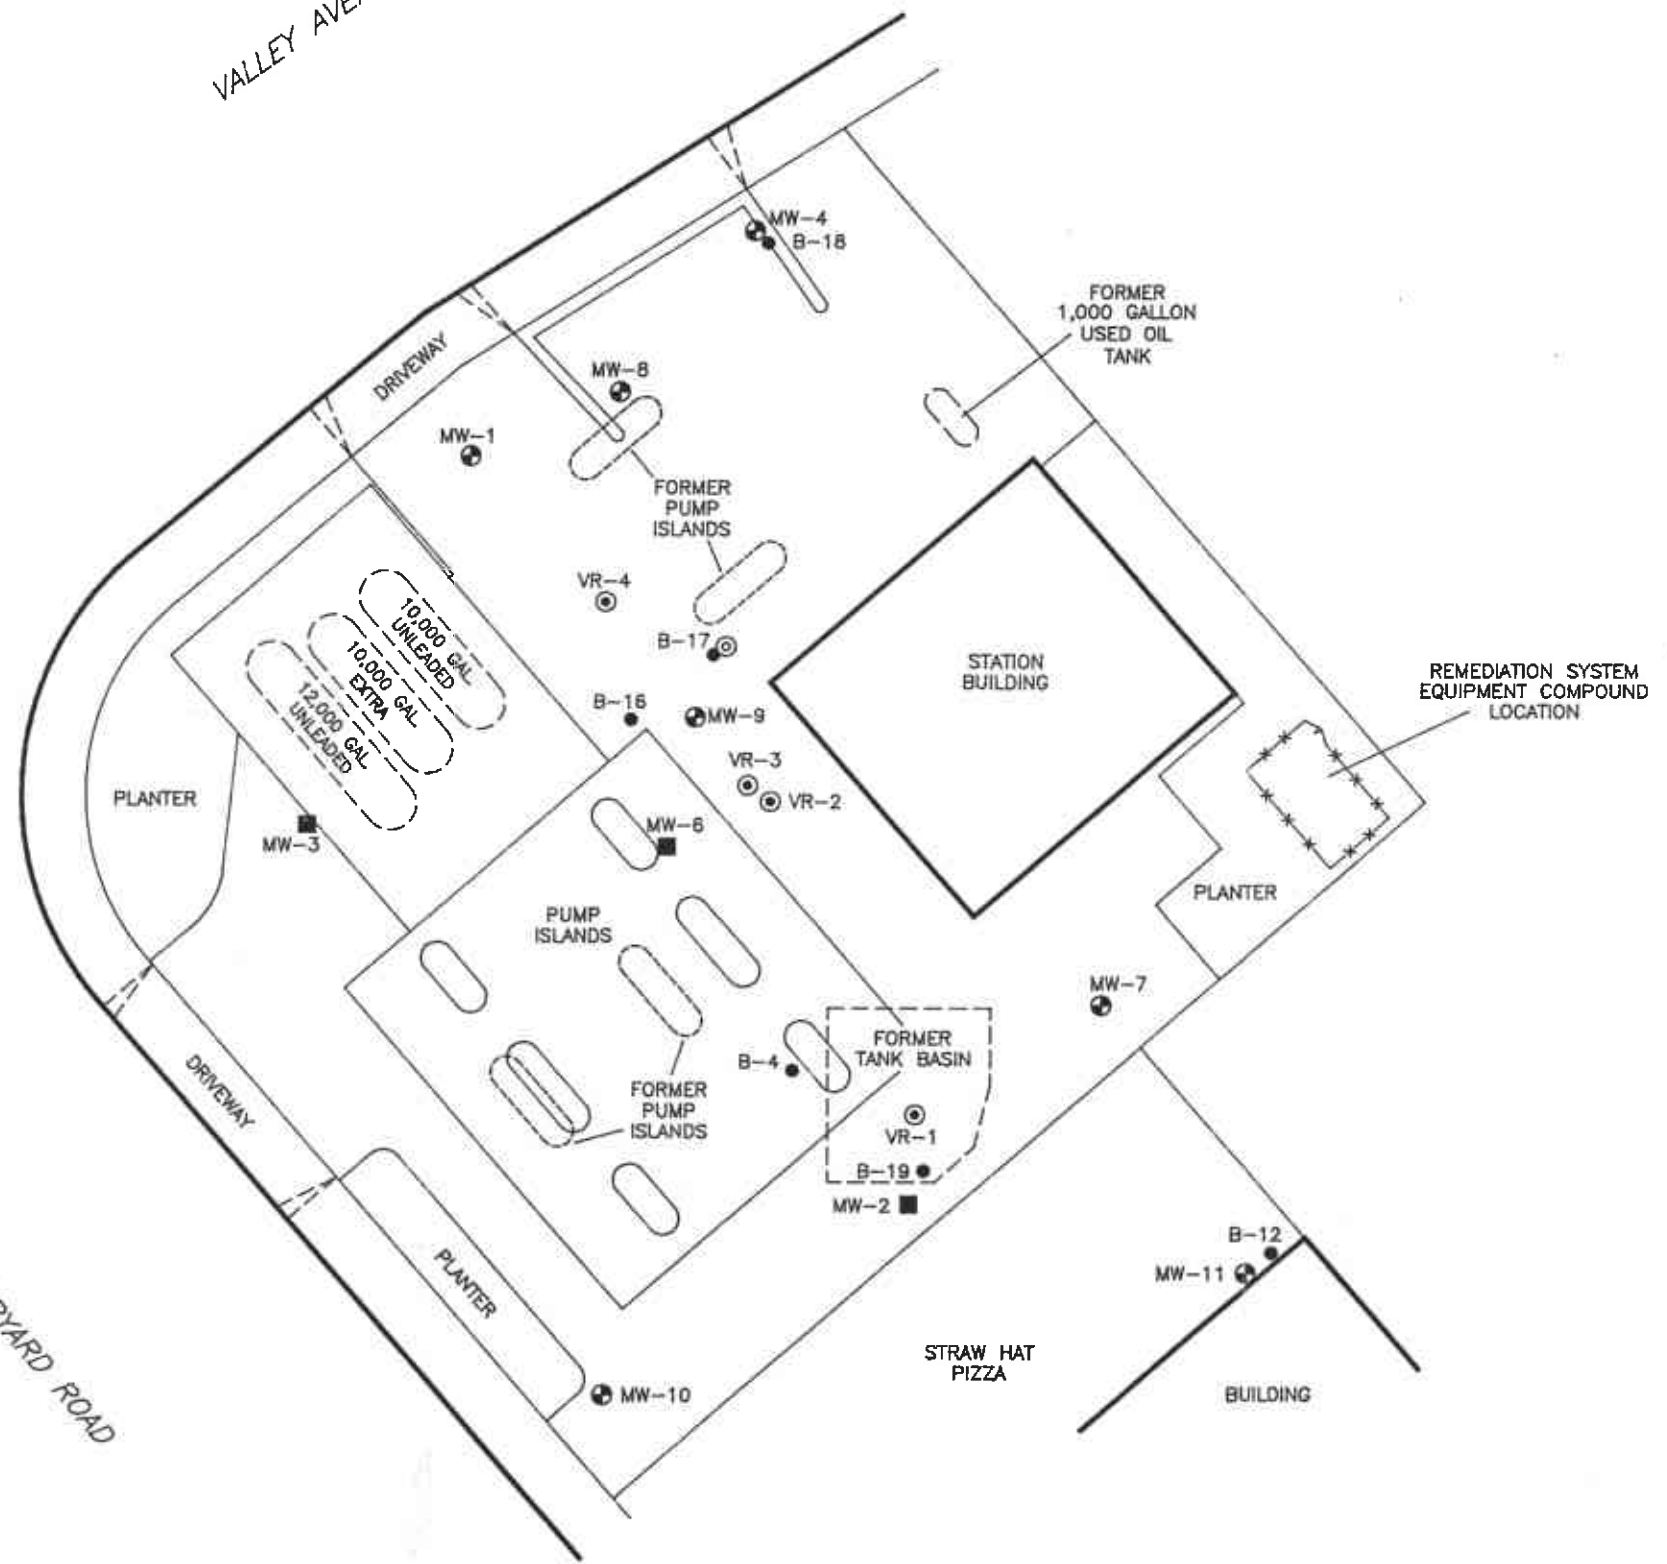 VALLEY
MW-4
B-18
FORMER
1,000 GALLON
USED OIL
TANK
DRIVEWAY
MW-8
MW-1
FORMER
PUMP
ISLANDS
VR-4
10,000 GAL.
UNLEADED
10,000 GAL.
EXTRA
12,000 GAL.
UNLEADED
B-17
STATION
BUILDING
REMEDIATION SYSTEM
EQUIPMENT COMPOUND
LOCATION
B-16
MW-9
VR-3
VR-2
PLANTER
MW-3
MW-6
PLANTER
PUMP
ISLANDS
MW-7
FORMER
TANK BASIN
B-4
DRIVEWAY
FORMER
PUMP
ISLANDS
VR-1
B-19
MW-2
B-12
MW-11
PLANTER
STRAW HAT
PIZZA
BUILDING
MW-10
ROAD